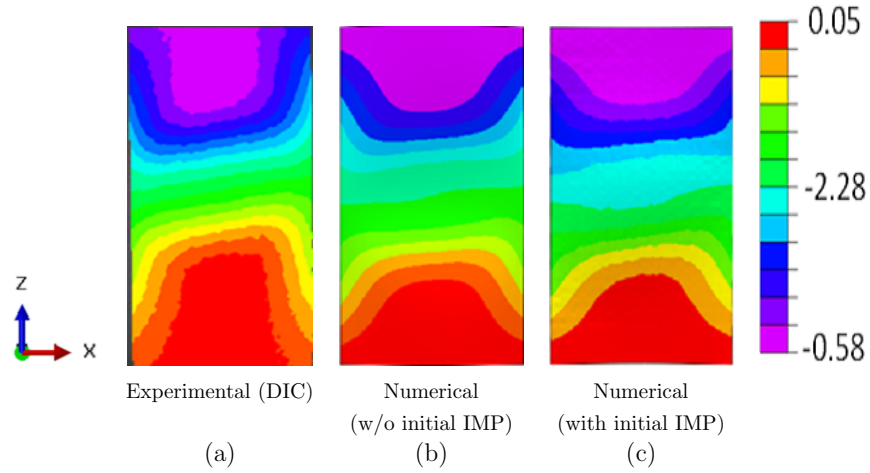 0.05
-2.28
-0.58
Z
X
Experimental (DIC)
Numerical
(w/o initial IMP)
Numerical
(with initial IMP)
(a)
(b)
(c)